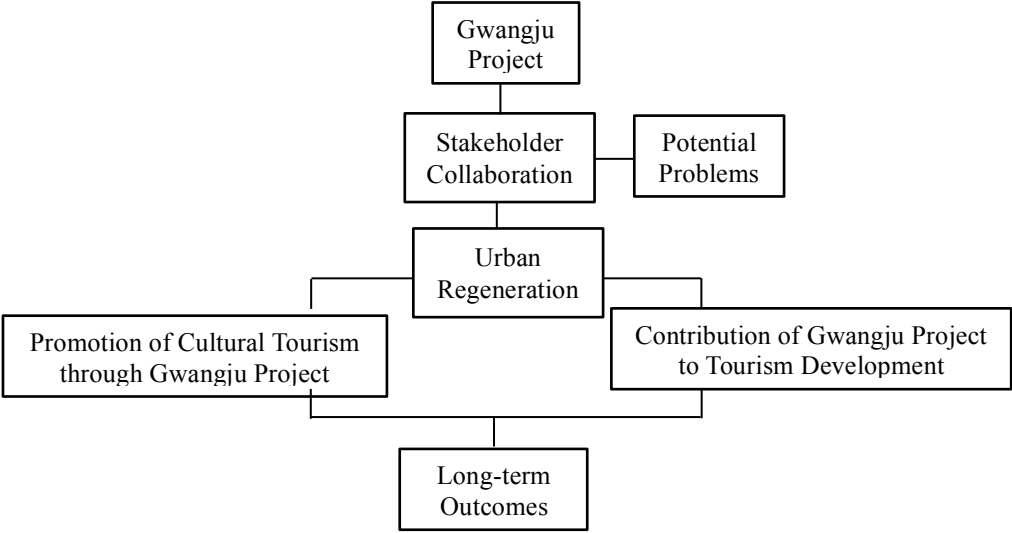 Gwangju
Project
Stakeholder
Collaboration
Potential
Problems
Urban
Regeneration
Promotion of Cultural Tourism
through Gwangju Project
Contribution of Gwangju Project
to Tourism Development
Long-term
Outcomes